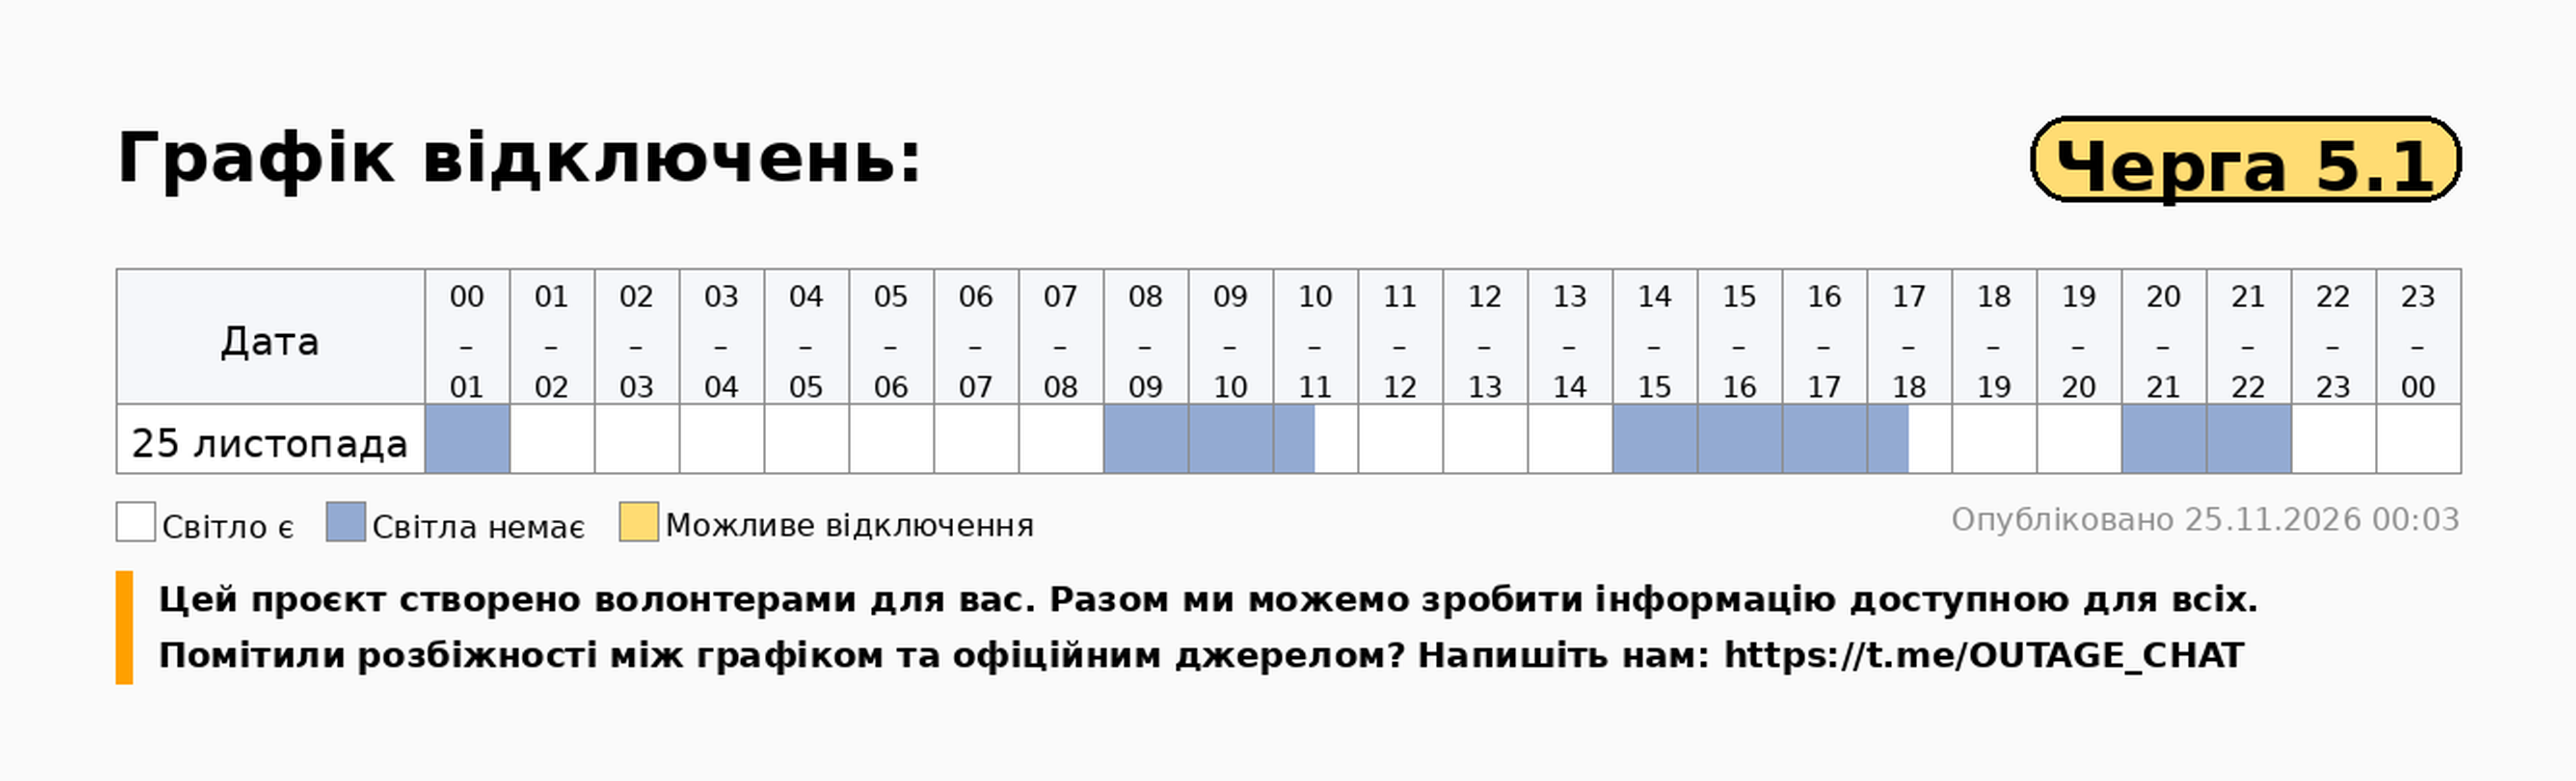 Графік відключень:
Черга 5.1
Дата 00 – 01 01 – 02 02 – 03 03 – 04 04 – 05 05 – 06 06 – 07 07 – 08 08 – 09 09 – 10 10 – 11 11 – 12 12 – 13 13 – 14 14 – 15 15 – 16 16 – 17 17 – 18 18 – 19 19 – 20 20 – 21 21 – 22 22 – 23 23 – 00
25 листопада
Світло є Світла немає Можливе відключення
Опубліковано 25.11.2026 00:03
Цей проєкт створено волонтерами для вас. Разом ми можемо зробити інформацію доступною для всіх.
Помітили розбіжності між графіком та офіційним джерелом? Напишіть нам: https://t.me/OUTAGE_CHAT